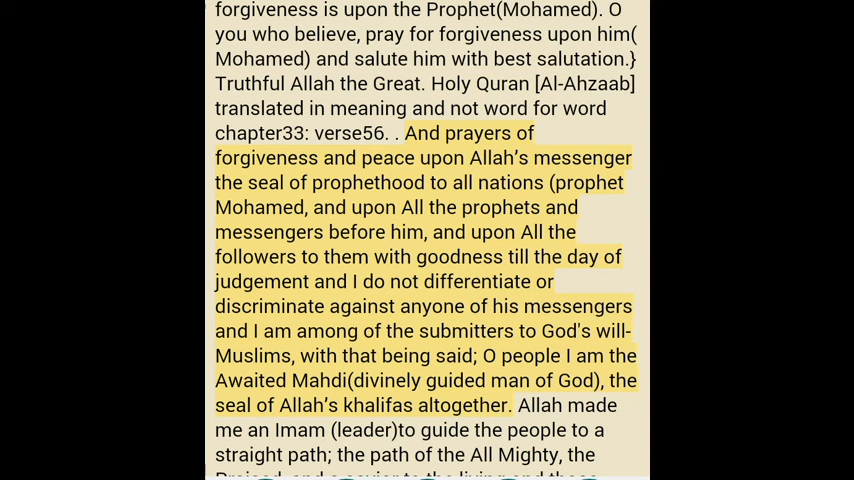 forgiveness is upon the Prophet(Mohamed). O
you who believe, pray for forgiveness upon him(
Mohamed) and salute him with best salutation.}
Truthful Allah the Great. Holy Quran [Al-Ahzaab]
translated in meaning and not word for word
chapter33: verse56. . And prayers of
forgiveness and peace upon Allah’s messenger
the seal of prophethood to all nations (prophet
Mohamed, and upon All the prophets and
messengers before him, and upon All the
followers to them with goodness till the day of
judgement and I do not differentiate or
discriminate against anyone of his messengers
and I am among of the submitters to God's will-
Muslims, with that being said; O people I am the
Awaited Mahdi(divinely guided man of God), the
seal of Allah’s khalifas altogether. Allah made
me an Imam (leader)to guide the people to a
straight path; the path of the All Mighty, the